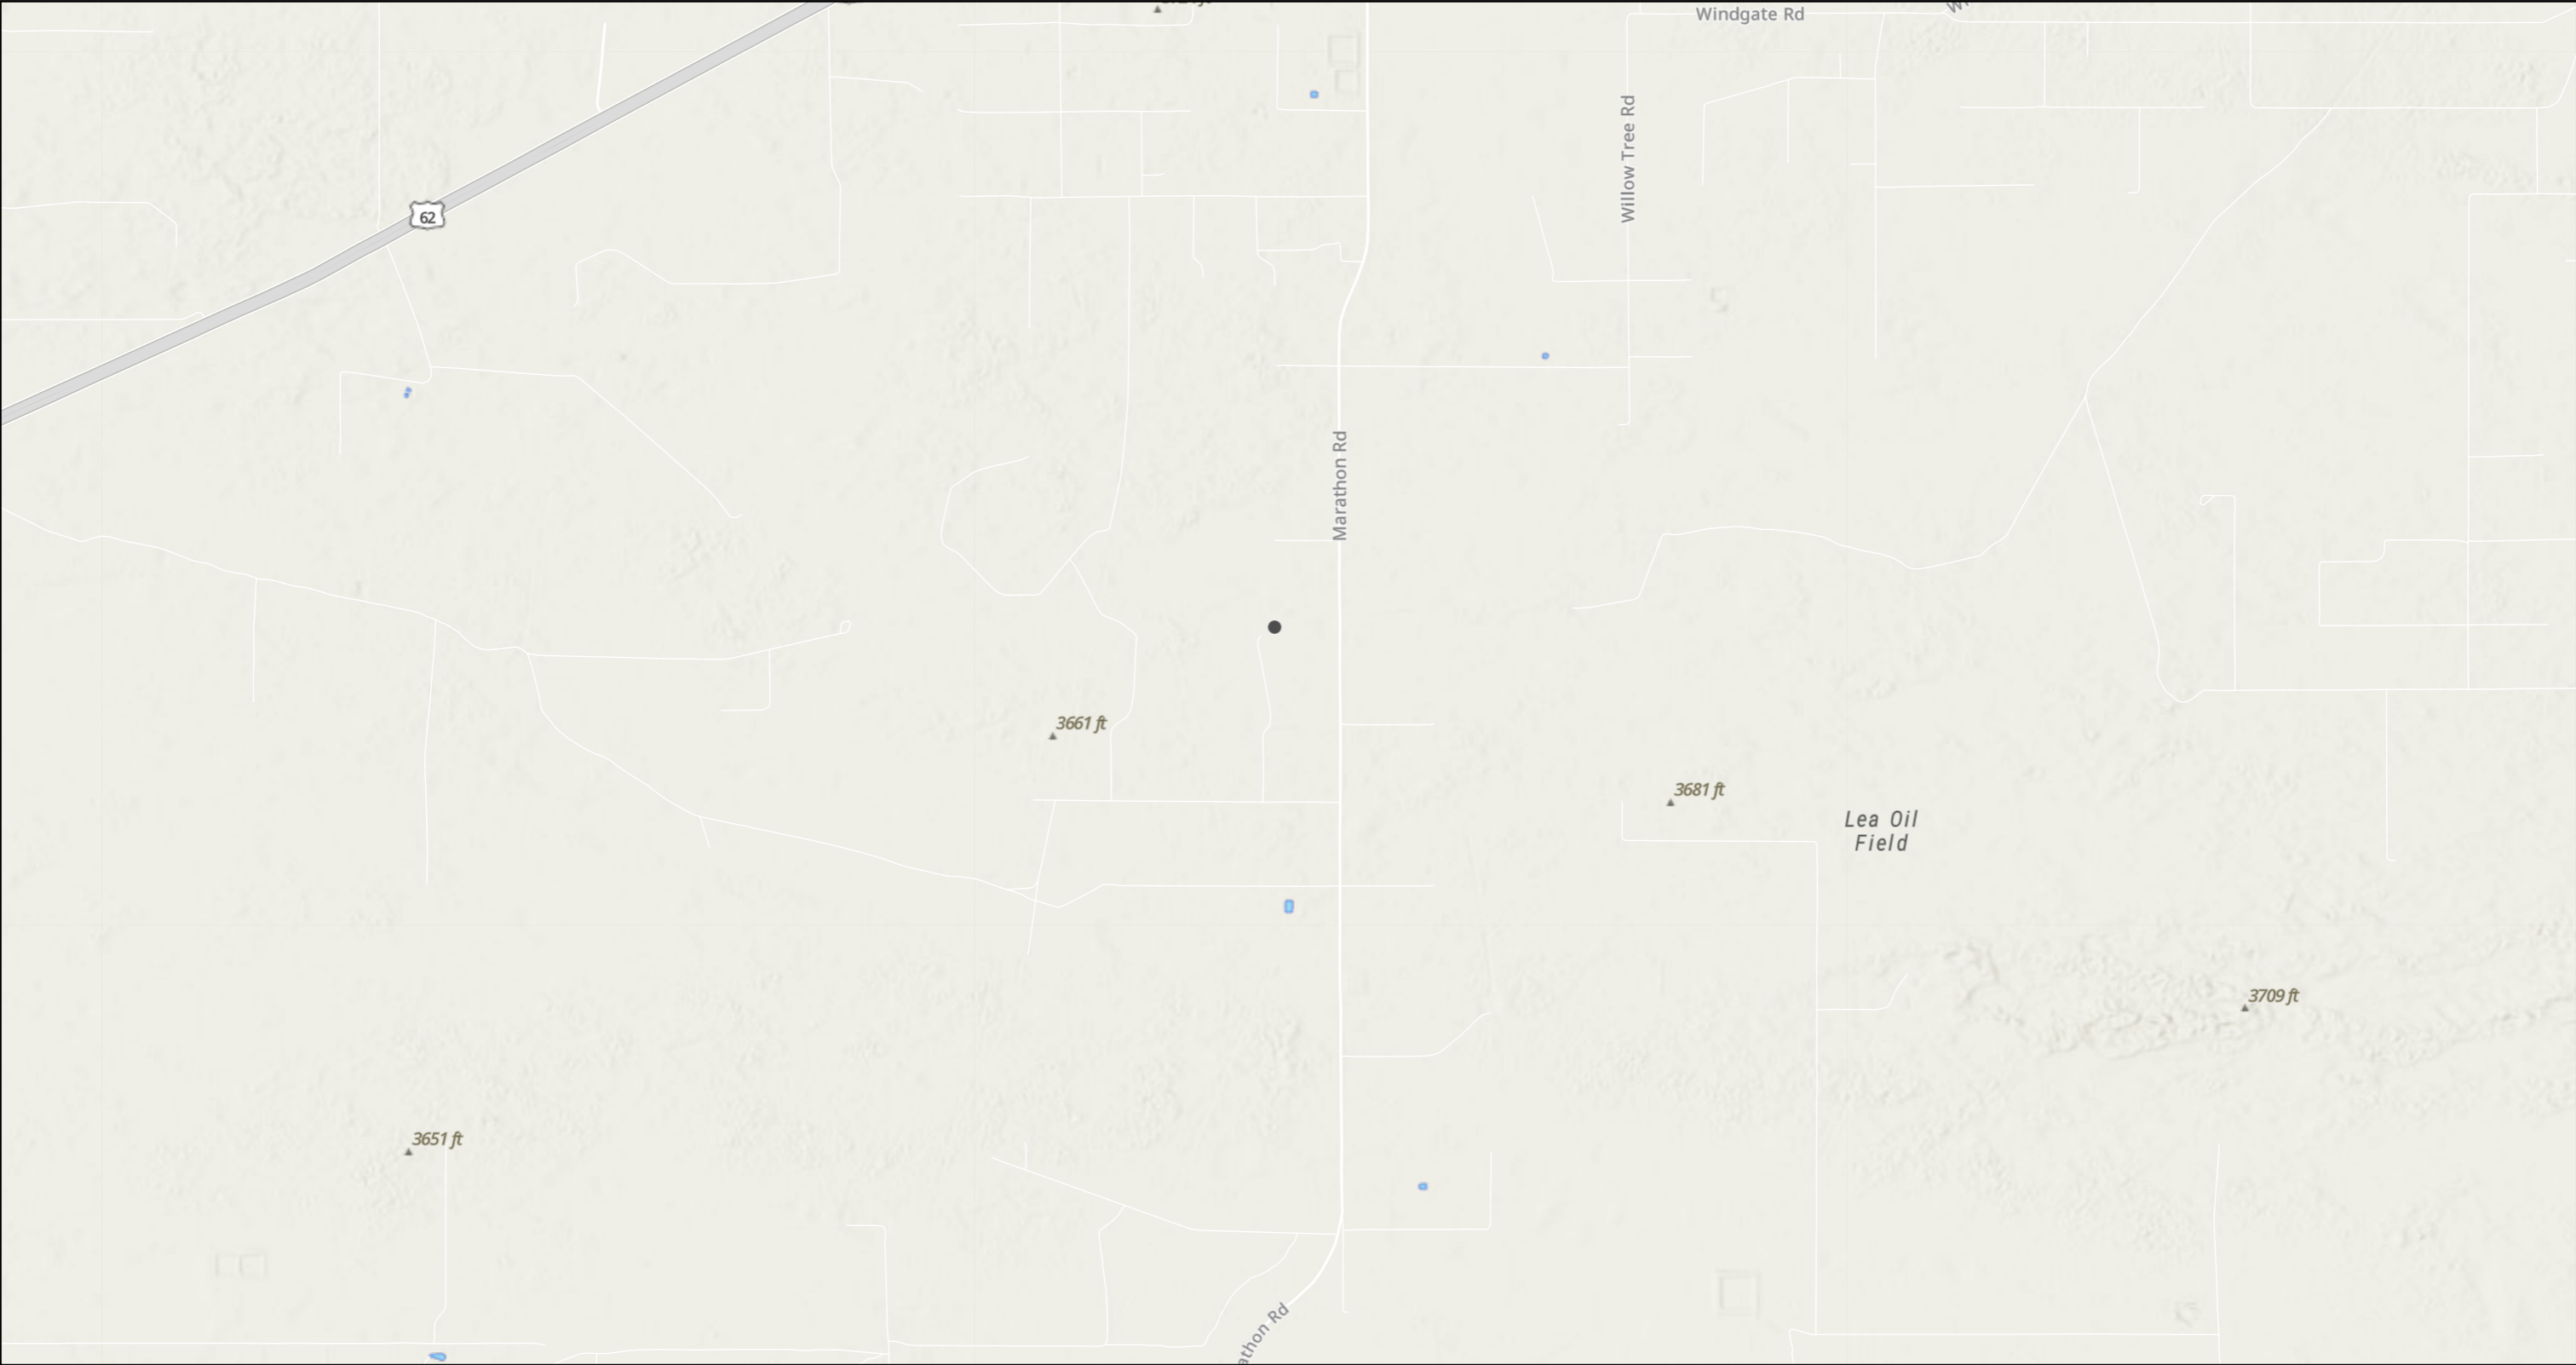 Windgate Rd
Willow Tree Rd
62
Marathon Rd
3661 ft
3681 ft
Lea Oil
Field
3709 ft
3651 ft
athon Rd